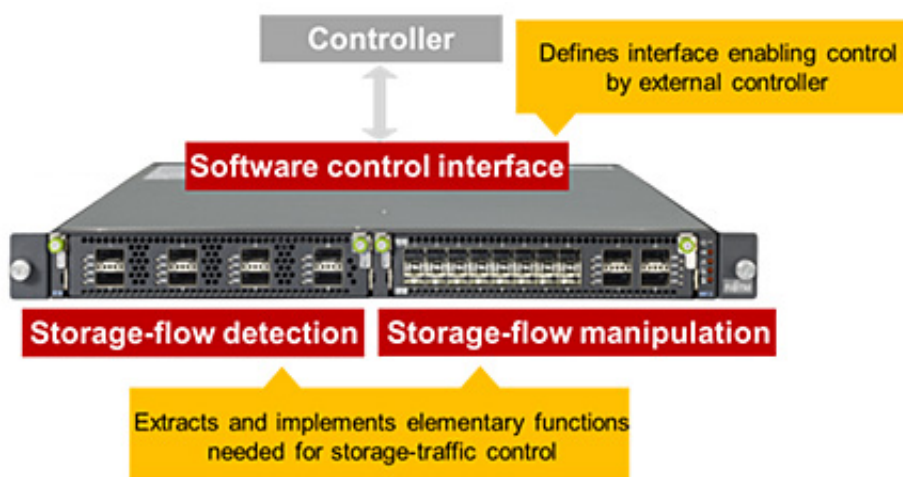 Controller
Defines interface enabling control
by external controller
Software control interface
FUJITSU
Storage-flow detection
Storage-flow manipulation
Extracts and implements elementary functions
needed for storage-traffic control